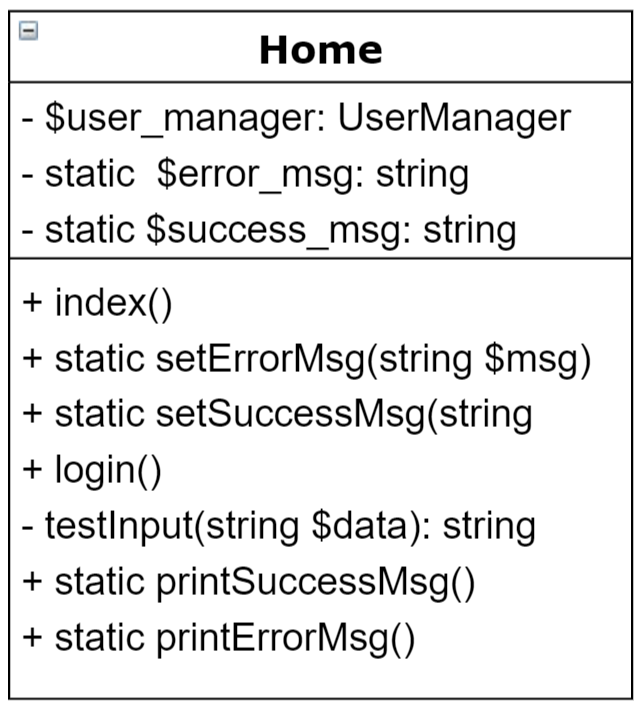 Home
- $user_manager: UserManager
- static  $error_msg: string
- static $success_msg: string
+ index()
+ static setErrorMsg(string $msg)
+ static setSuccessMsg(string
+ login()
- testInput(string $data): string
+ static printSuccessMsg()
+ static printErrorMsg()